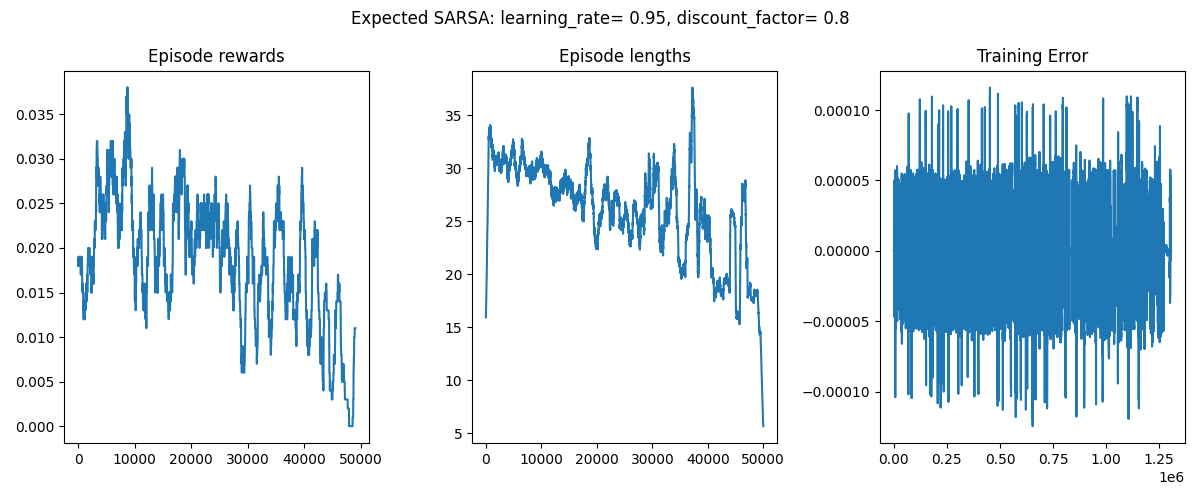 Expected SARSA: learning_rate= 0.95, discount_factor= 0.8
Episode rewards
0.035
0.030
0.025
0.020
0.015
0.010
0.005
0.000
0 10000 20000 30000 40000 50000
Episode lengths
35
30
25
20
15
10
5
0 10000 20000 30000 40000 50000
Training Error
0.00010
0.00005
0.00000
−0.00005
−0.00010
0.00 0.25 0.50 0.75 1.00 1.25
1e6